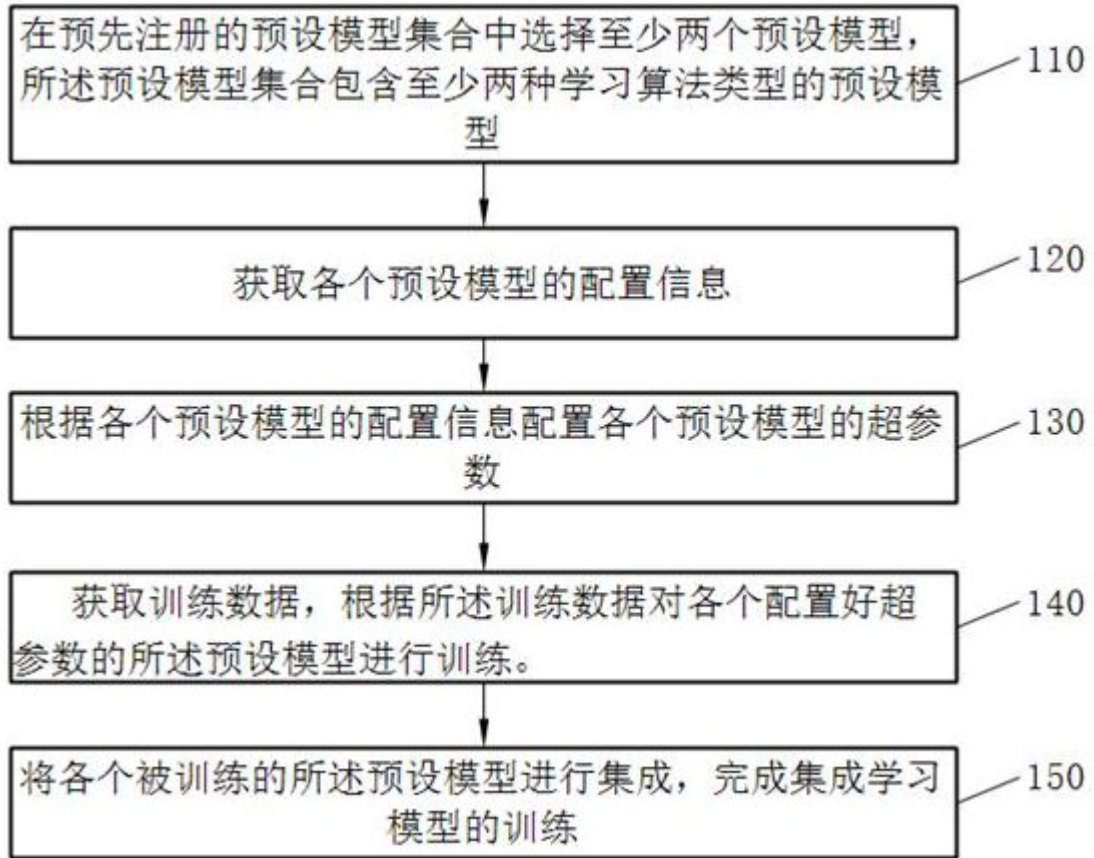 在预先注册的预设模型集合中选择至少两个预设模型，
所述预设模型集合包含至少两种学习算法类型的预设模
型
110
获取各个预设模型的配置信息
120
根据各个预设模型的配置信息配置各个预设模型的超参
数
130
获取训练数据，根据所述训练数据对各个配置好超
参数的所述预设模型进行训练。
140
将各个被训练的所述预设模型进行集成，完成集成学习
模型的训练
150